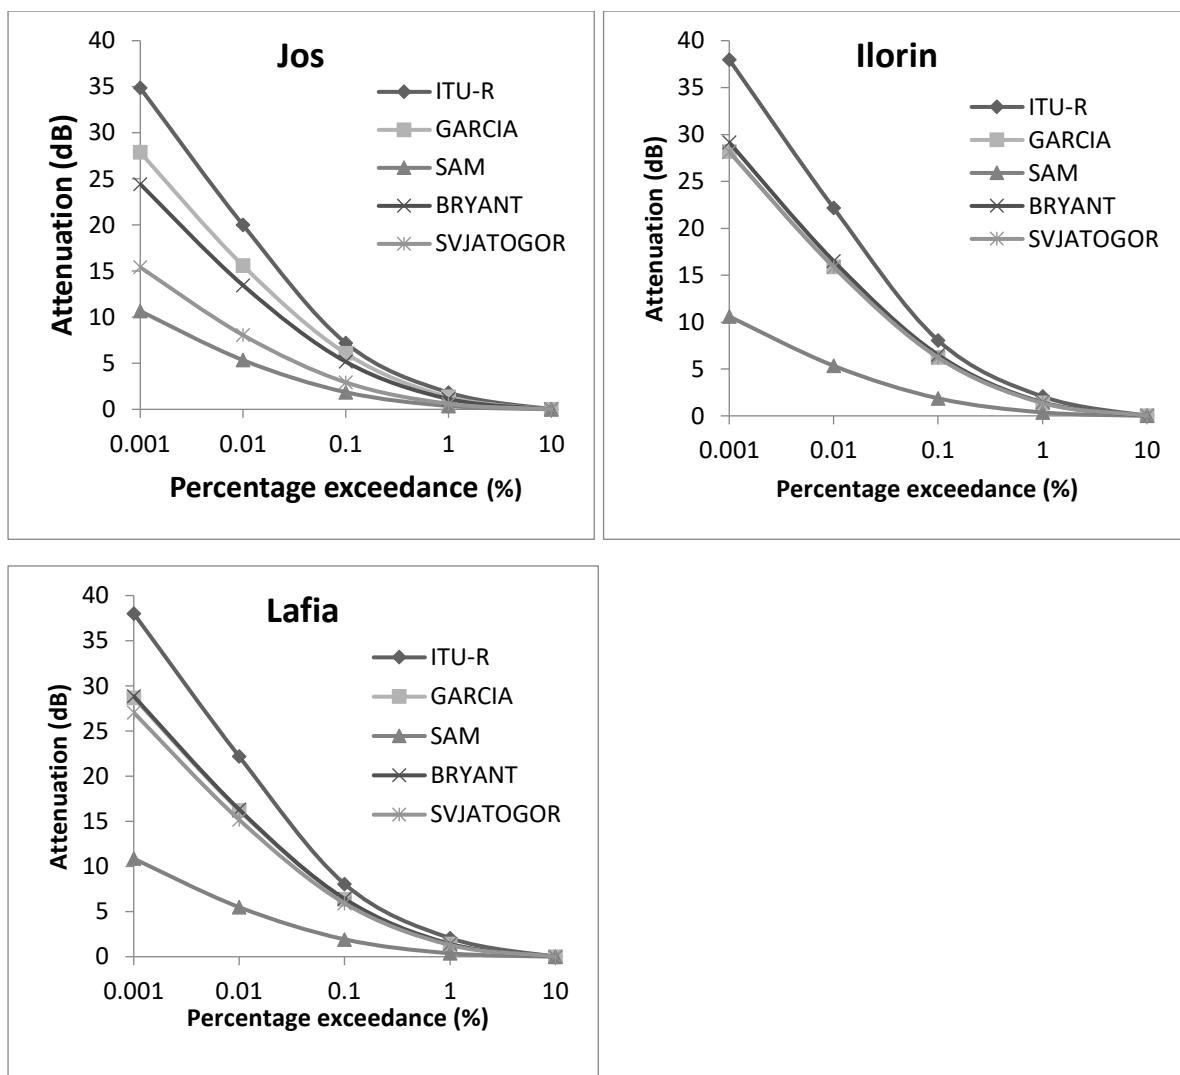 Jos
40
35
30
25
20
15
10
5
0
Attenuation (dB)
ITU-R
GARCIA
SAM
BRYANT
SVJATOGOR
0.001 0.01 0.1 1 10
Percentage exceedance (%)
Ilorin
40
35
30
25
20
15
10
5
0
Attenuation (dB)
ITU-R
GARCIA
SAM
BRYANT
SVJATOGOR
0.001 0.01 0.1 1 10
Percentage exceedance (%)
Lafia
40
35
30
25
20
15
10
5
0
Attenuation (dB)
ITU-R
GARCIA
SAM
BRYANT
SVJATOGOR
0.001 0.01 0.1 1 10
Percentage exceedance (%)